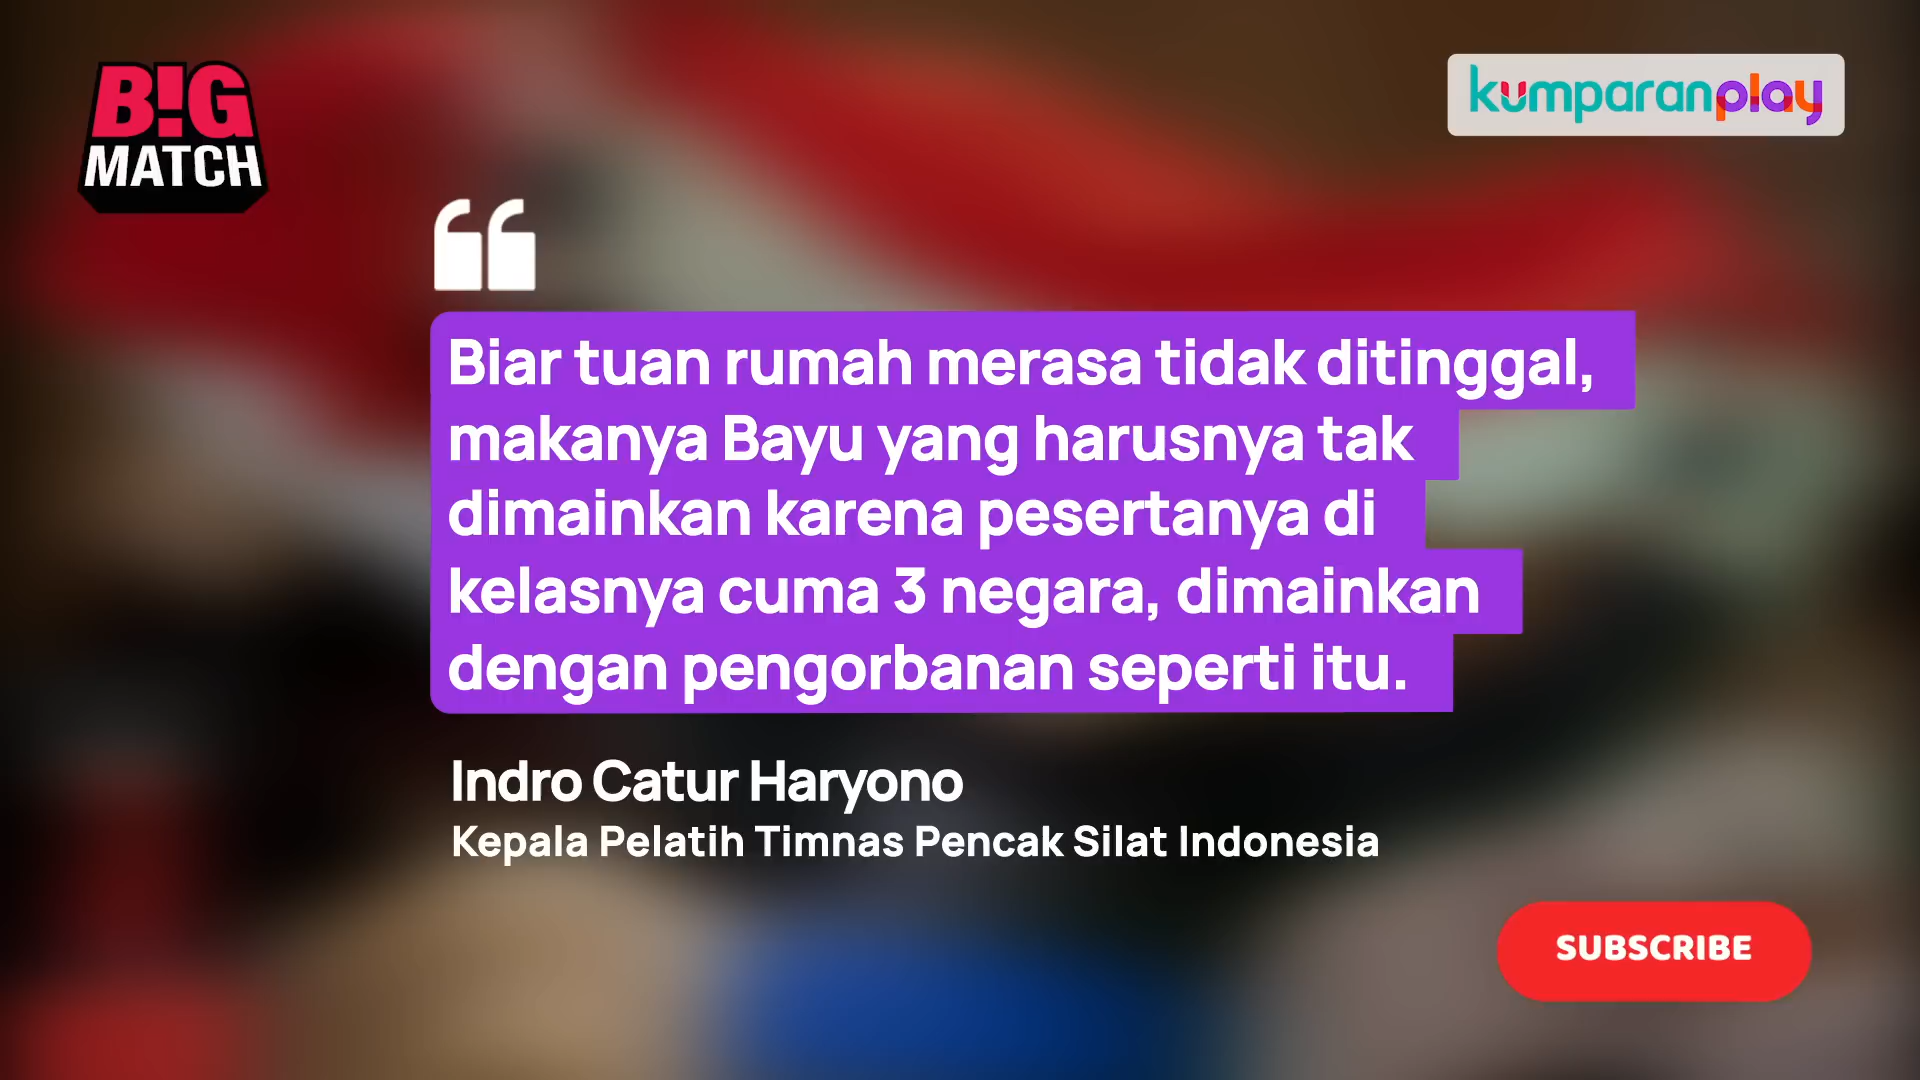 B!G
MATCH
kumparanplay
Biar tuan rumah merasa tidak ditinggal,
makanya Bayu yang harusnya tak
dimainkan karena pesertanya di
kelasnya cuma 3 negara, dimainkan
dengan pengorbanan seperti itu.
Indro Catur Haryono
Kepala Pelatih Timnas Pencak Silat Indonesia
SUBSCRIBE